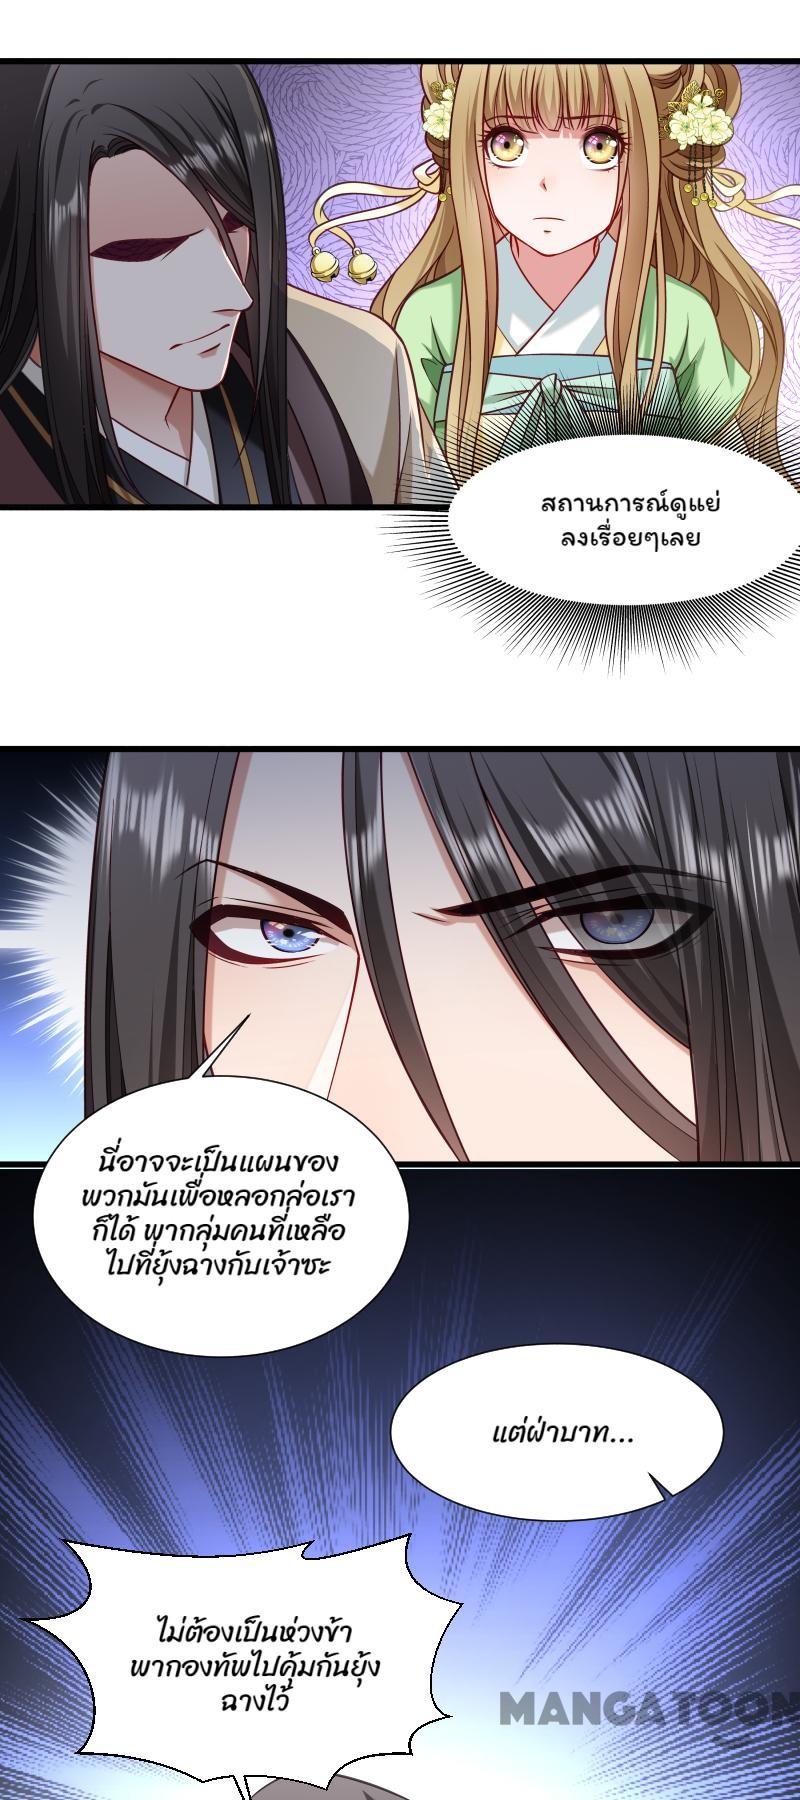 สถานการณ์ดูแย่
ลงเรื่อยๆเลย
นี่อาจจะเป็นแผนของ
พวกมันเพื่อหลอกล่อเรา
ก็ได้ พากลุ่มคนที่เหลือ
ไปที่ยุ้งฉางกับเจ้าซะ
แต่ฝ่าบาท...
ไม่ต้องเป็นห่วงข้า
พากองทัพไปคุ้มกันยุ้ง
ฉางไว้
MANGATOON